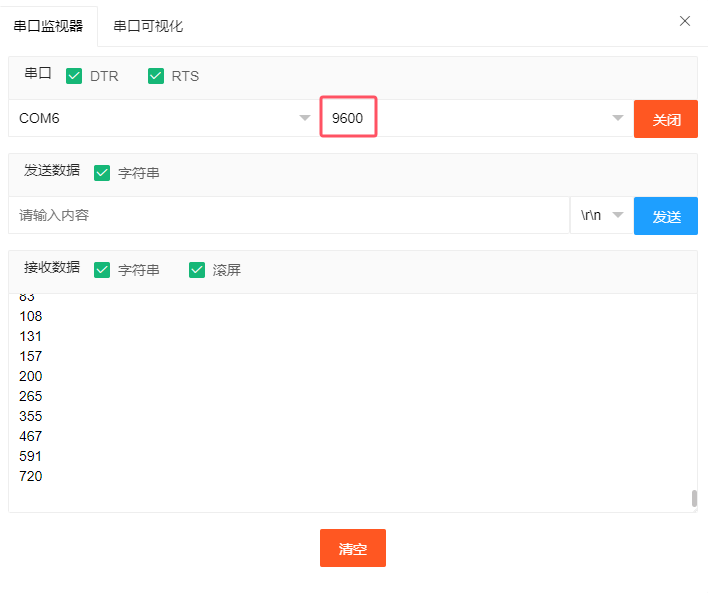 串口监视器 串口可视化
串口 DTR RTS
COM6 9600 关闭
发送数据 字符串
请输入内容 \r\n 发送
接收数据 字符串 滚屏
83
108
131
157
200
265
355
467
591
720
清空